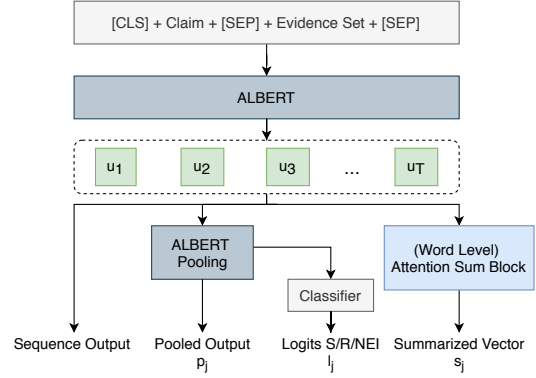 [CLS] + Claim + [SEP] + Evidence Set + [SEP]
ALBERT
u1 u2 u3 ... uT
ALBERT
Pooling
(Word Level)
Attention Sum Block
Classifier
Sequence Output
Pooled Output
pj
Logits S/R/NEI
lj
Summarized Vector
sj